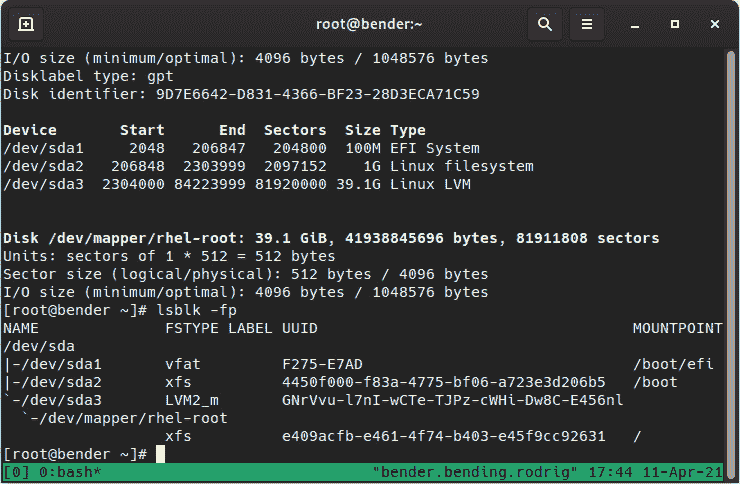 root@bender:~
I/O size (minimum/optimal): 4096 bytes / 1048576 bytes
Disklabel type: gpt
Disk identifier: 9D7E6642-D831-4366-BF23-28D3ECA71C59
Device       Start      End  Sectors  Size Type
/dev/sda1     2048   206847   204800  100M EFI System
/dev/sda2   206848  2303999  2097152    1G Linux filesystem
/dev/sda3  2304000 84223999 81920000 39.1G Linux LVM
Disk /dev/mapper/rhel-root: 39.1 GiB, 41938845696 bytes, 81911808 sectors
Units: sectors of 1 * 512 = 512 bytes
Sector size (logical/physical): 512 bytes / 4096 bytes
I/O size (minimum/optimal): 4096 bytes / 1048576 bytes
[root@bender ~]# lsblk -fp
NAME              FSTYPE LABEL UUID                                   MOUNTPOINT
/dev/sda
|-/dev/sda1       vfat         F275-E7AD                              /boot/efi
|-/dev/sda2       xfs          4450f000-f83a-4775-bf06-a723e3d206b5   /boot
`-/dev/sda3       LVM2_m       GNrVvu-l7nI-wCTe-TJPz-cWHi-Dw8C-E456nl
  `-/dev/mapper/rhel-root
                  xfs          e409acfb-e461-4f74-b403-e45f9cc92631   /
[root@bender ~]#
[0] 0:bash*                              "bender.bending.rodrig" 17:44 11-Apr-21